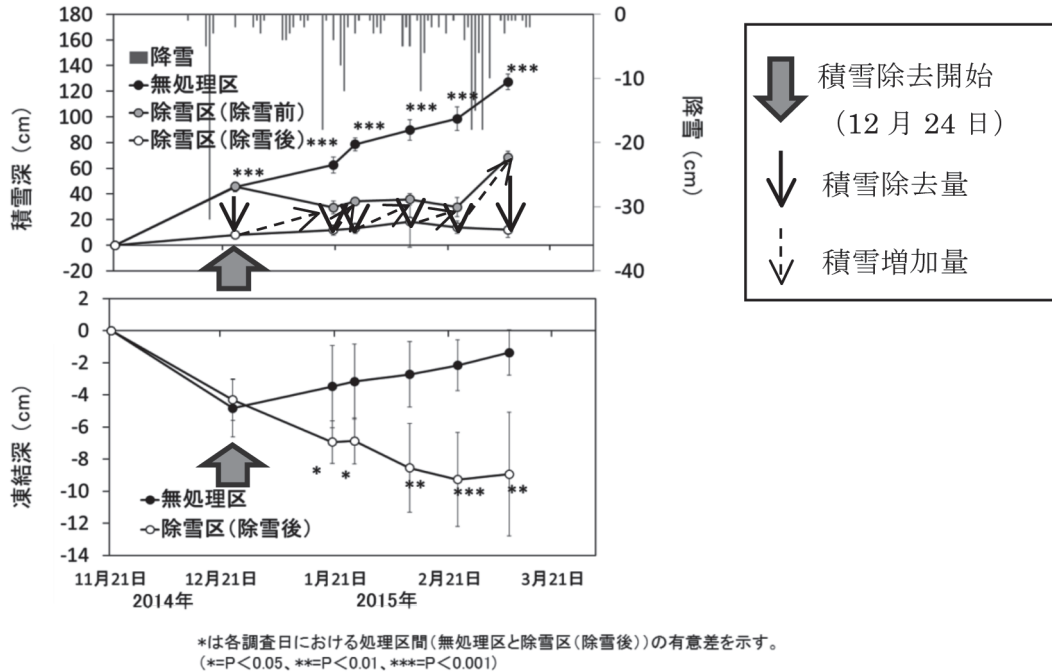 180
160
140
120
100
80
60
40
20
0
-20
積雪深(cm)
0
-10
-20
-30
-40
降雪(cm)
降雪
無処理区
除雪区(除雪前)
除雪区(除雪後)
***
***
***
***
***
***
積雪除去開始
(12 月 24 日)
積雪除去量
積雪増加量
2
0
-2
-4
-6
-8
-10
-12
-14
凍結深(cm)
*
*
**
***
**
無処理区
除雪区(除雪後)
11月21日 12月21日 1月21日 2月21日 3月21日
2014年 2015年
*は各調査日における処理区間(無処理区と除雪区(除雪後))の有意差を示す。
(*=P<0.05、**=P<0.01、***=P<0.001)